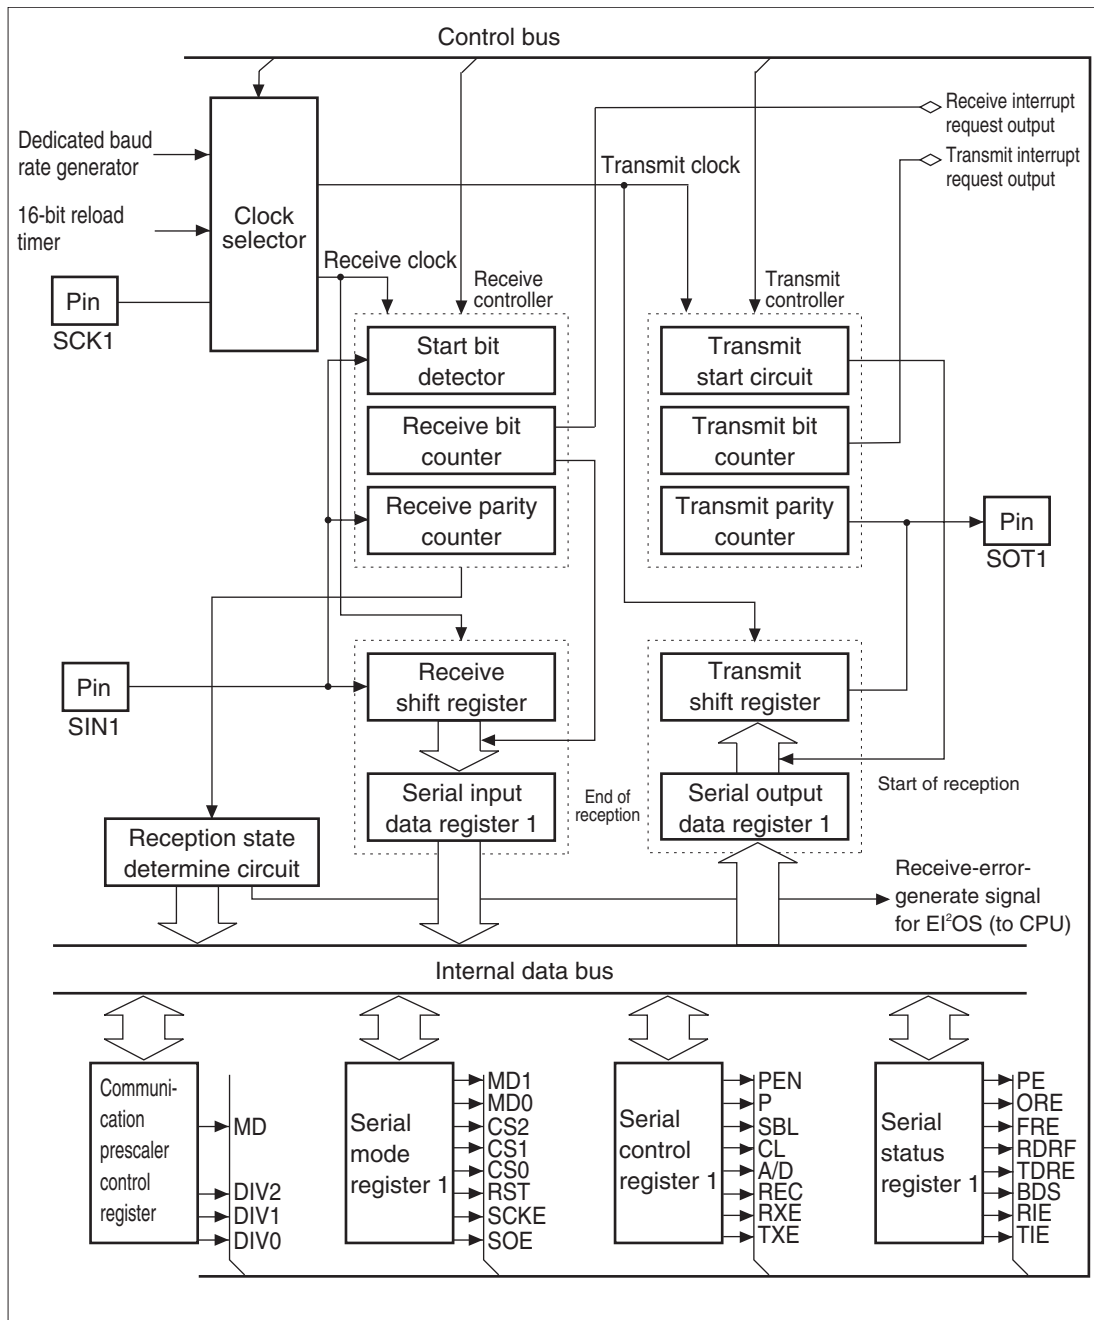 Control bus
Receive interrupt
request output
Dedicated baud
rate generator
Transmit clock
Transmit interrupt
request output
16-bit reload
timer
Clock
selector
Receive clock
Receive
controller
Transmit
controller
Pin
SCK1
Start bit
detector
Transmit
start circuit
Receive bit
counter
Transmit bit
counter
Receive parity
counter
Transmit parity
counter
Pin
SOT1
Pin
SIN1
Receive
shift register
Transmit
shift register
Serial input
data register 1
End of
reception
Serial output
data register 1
Start of reception
Reception state
determine circuit
Receive-error-
generate signal
for EI²OS (to CPU)
Internal data bus
Communi-
cation
prescaler
control
register
MD
DIV2
DIV1
DIV0
Serial
mode
register 1
MD1
MD0
CS2
CS1
CS0
RST
SCKE
SOE
Serial
control
register 1
PEN
P
SBL
CL
A/D
REC
RXE
TXE
Serial
status
register 1
PE
ORE
FRE
RDRF
TDRE
BDS
RIE
TIE